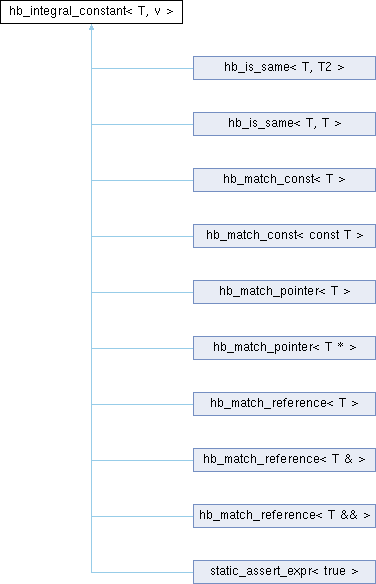 hb_integral_constant< T, v >
hb_is_same< T, T2 >
hb_is_same< T, T >
hb_match_const< T >
hb_match_const< const T >
hb_match_pointer< T >
hb_match_pointer< T * >
hb_match_reference< T >
hb_match_reference< T & >
hb_match_reference< T && >
static_assert_expr< true >